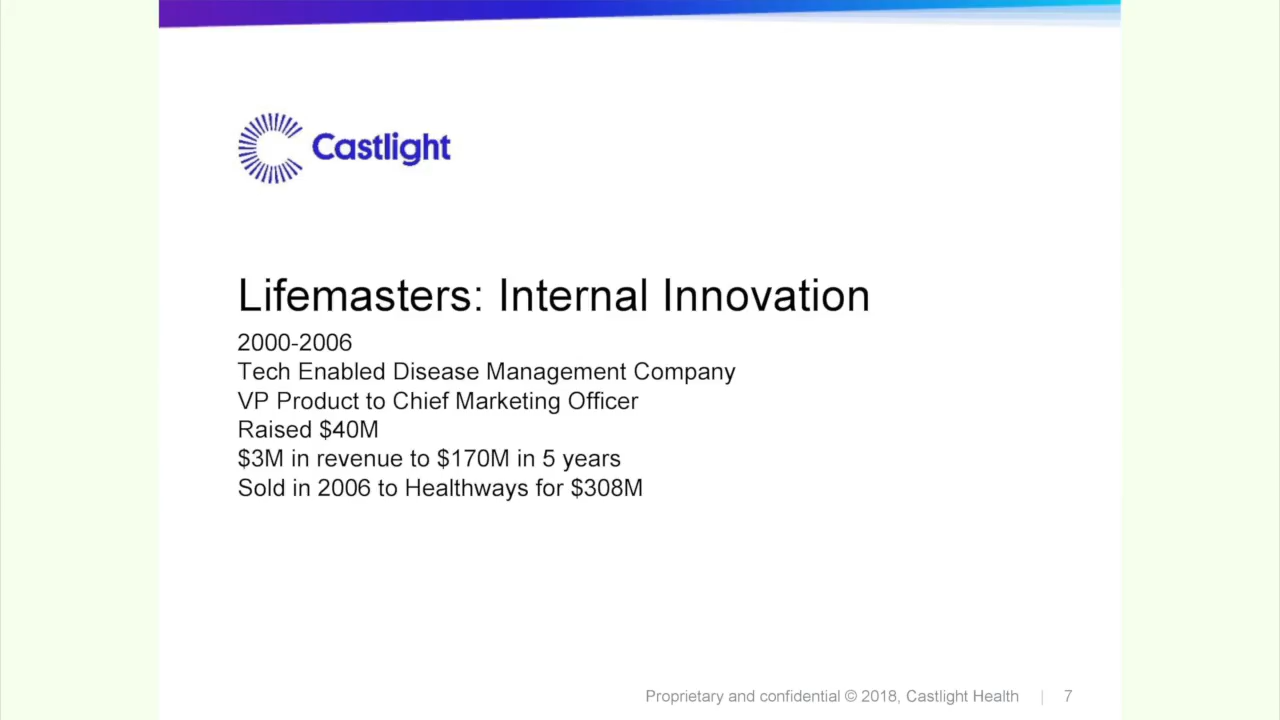 Castlight
Lifemasters: Internal Innovation
2000-2006
Tech Enabled Disease Management Company
VP Product to Chief Marketing Officer
Raised $40M
$3M in revenue to $170M in 5 years
Sold in 2006 to Healthways for $308M
Proprietary and confidential © 2018, Castlight Health | 7